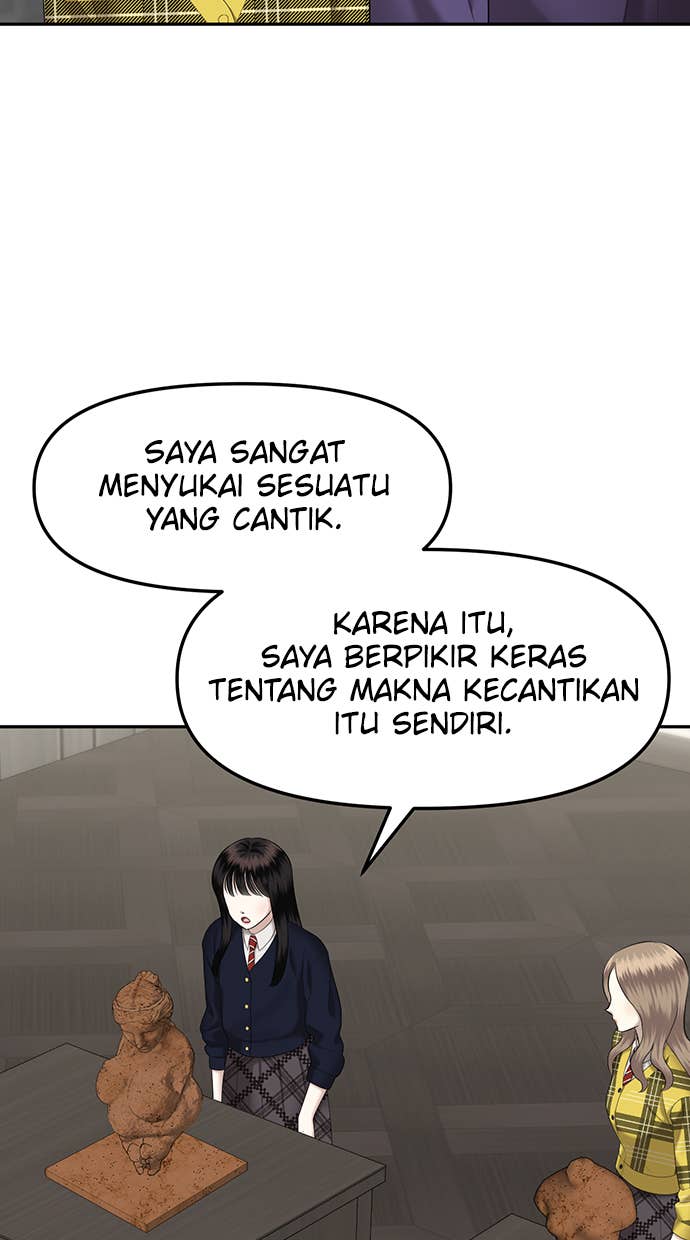 SAYA SANGAT
MENYUKAI SESUATU
YANG CANTIK.
KARENA ITU,
SAYA BERPIKIR KERAS
TENTANG MAKNA KECANTIKAN
ITU SENDIRI.